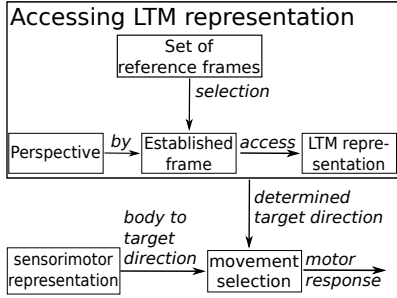 Accessing LTM representation
Set of
reference frames
selection
Perspective
by
Established
frame
access
LTM repre-
sentation
determined
target direction
body to
target
direction
sensorimotor
representation
movement
selection
motor
response